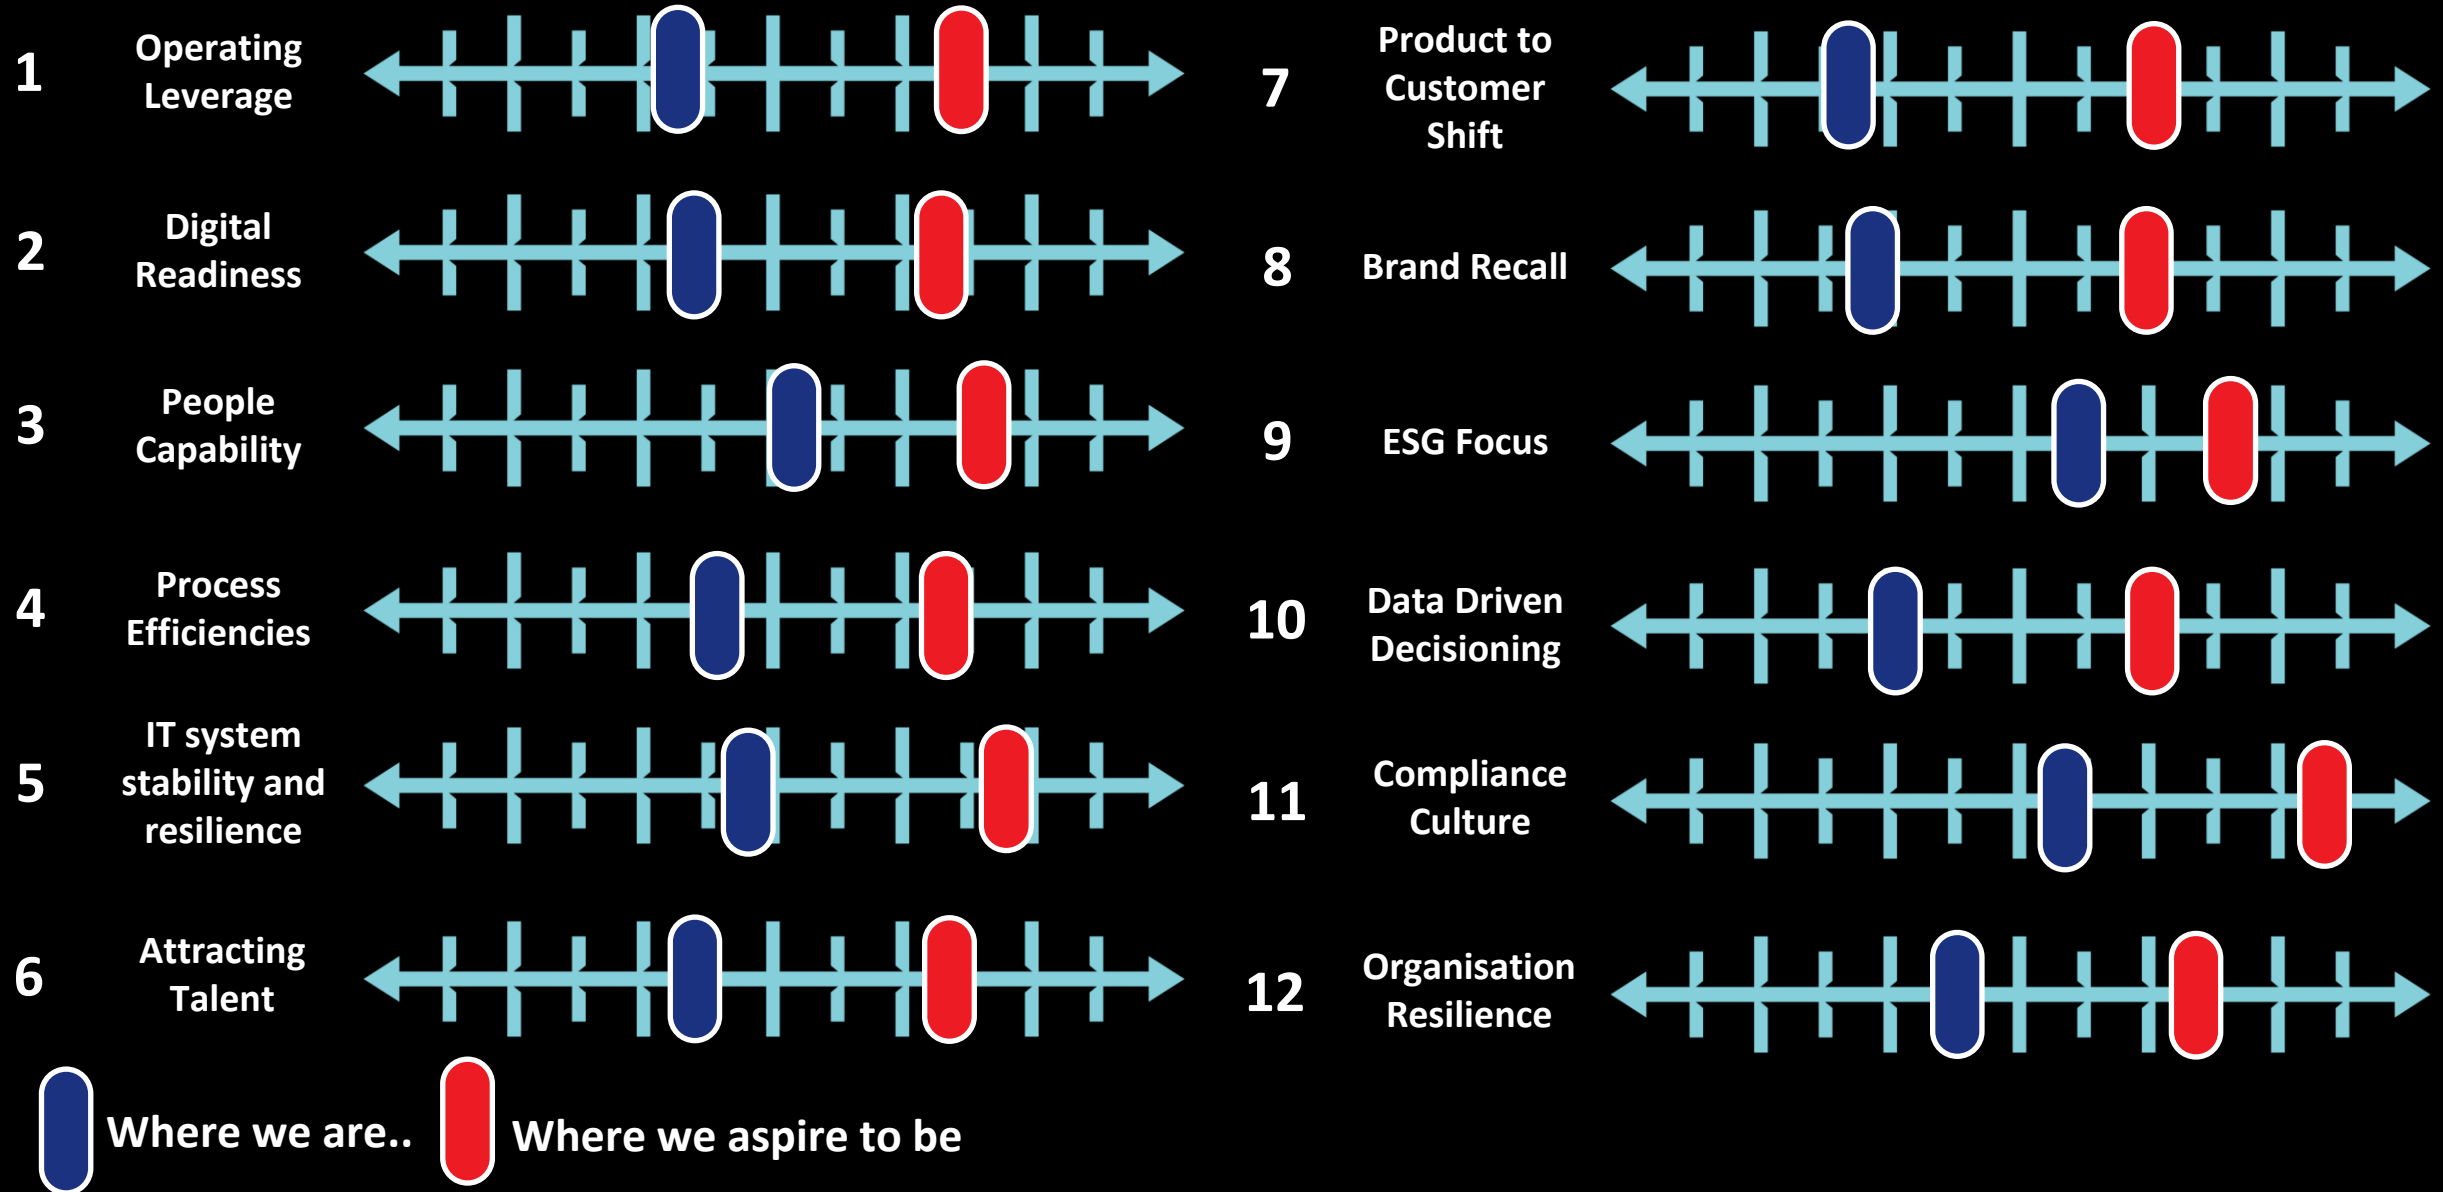 1
Operating
Leverage
2
Digital
Readiness
3
People
Capability
4
Process
Efficiencies
5
IT system
stability and
resilience
6
Attracting
Talent
7
Product to
Customer
Shift
8
Brand Recall
9
ESG Focus
10
Data Driven
Decisioning
11
Compliance
Culture
12
Organisation
Resilience
Where we are..
Where we aspire to be